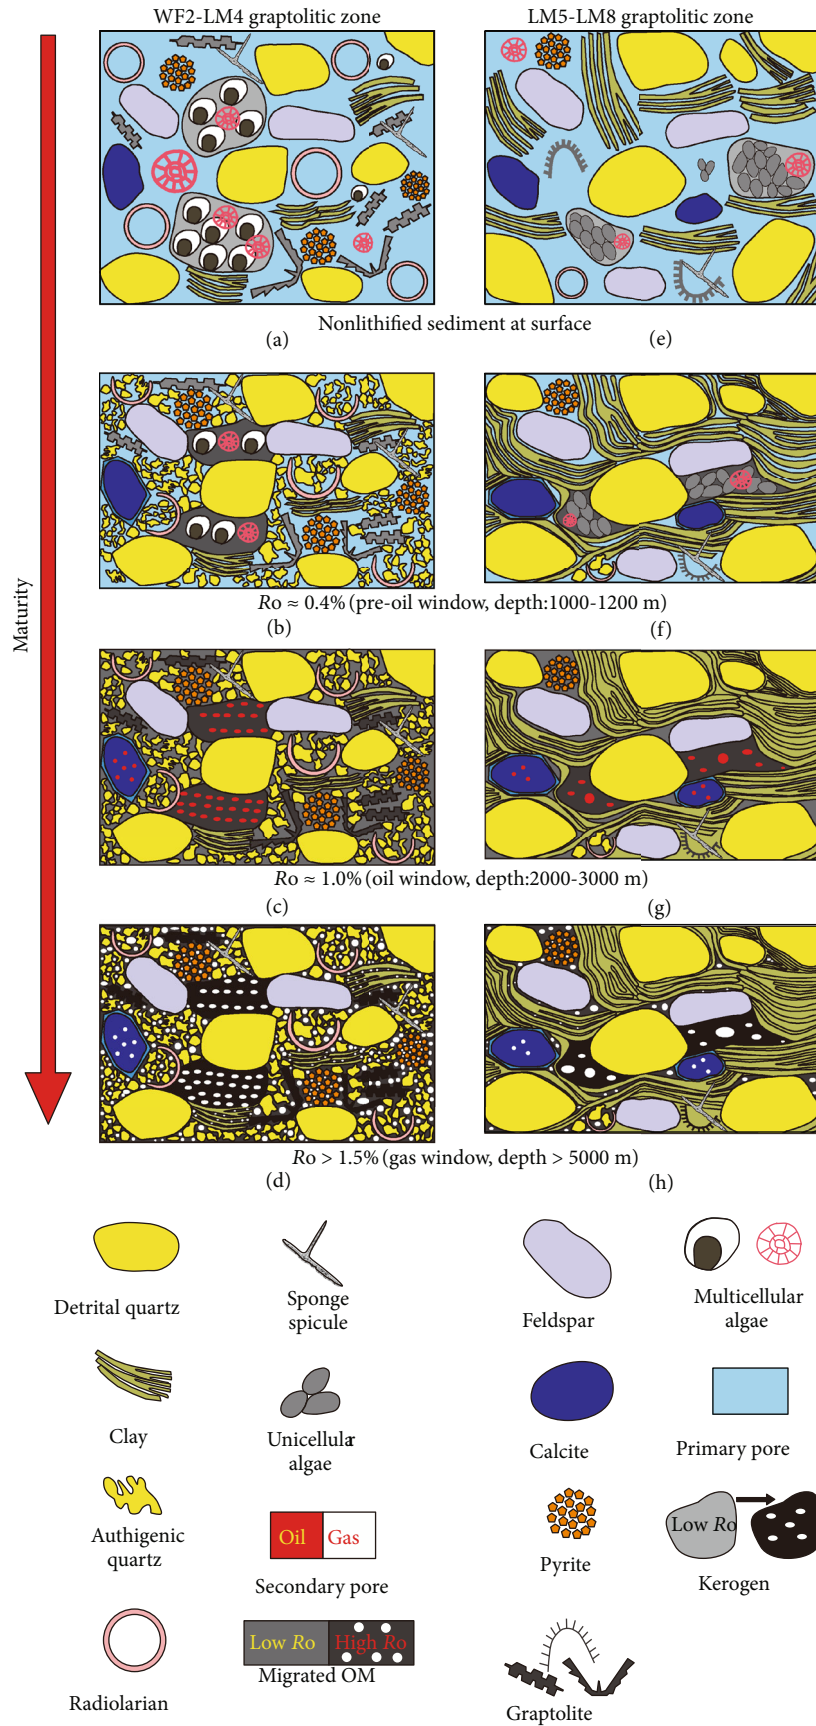 WF2-LM4 graptolitic zone
LM5-LM8 graptolitic zone
Nonlithified sediment at surface
(a)
(e)
Ro ≈ 0.4% (pre-oil window, depth:1000-1200 m)
(b)
(f)
Maturity
Ro ≈ 1.0% (oil window, depth:2000-3000 m)
(c)
(g)
Ro > 1.5% (gas window, depth > 5000 m)
(d)
(h)
Detrital quartz
Sponge
spicule
Feldspar
Multicellular
algae
Clay
Unicellular
algae
Calcite
Primary pore
Authigenic
quartz
Oil
Gas
Secondary pore
Pyrite
Low Ro
Kerogen
Radiolarian
Low Ro
High Ro
Migrated OM
Graptolite